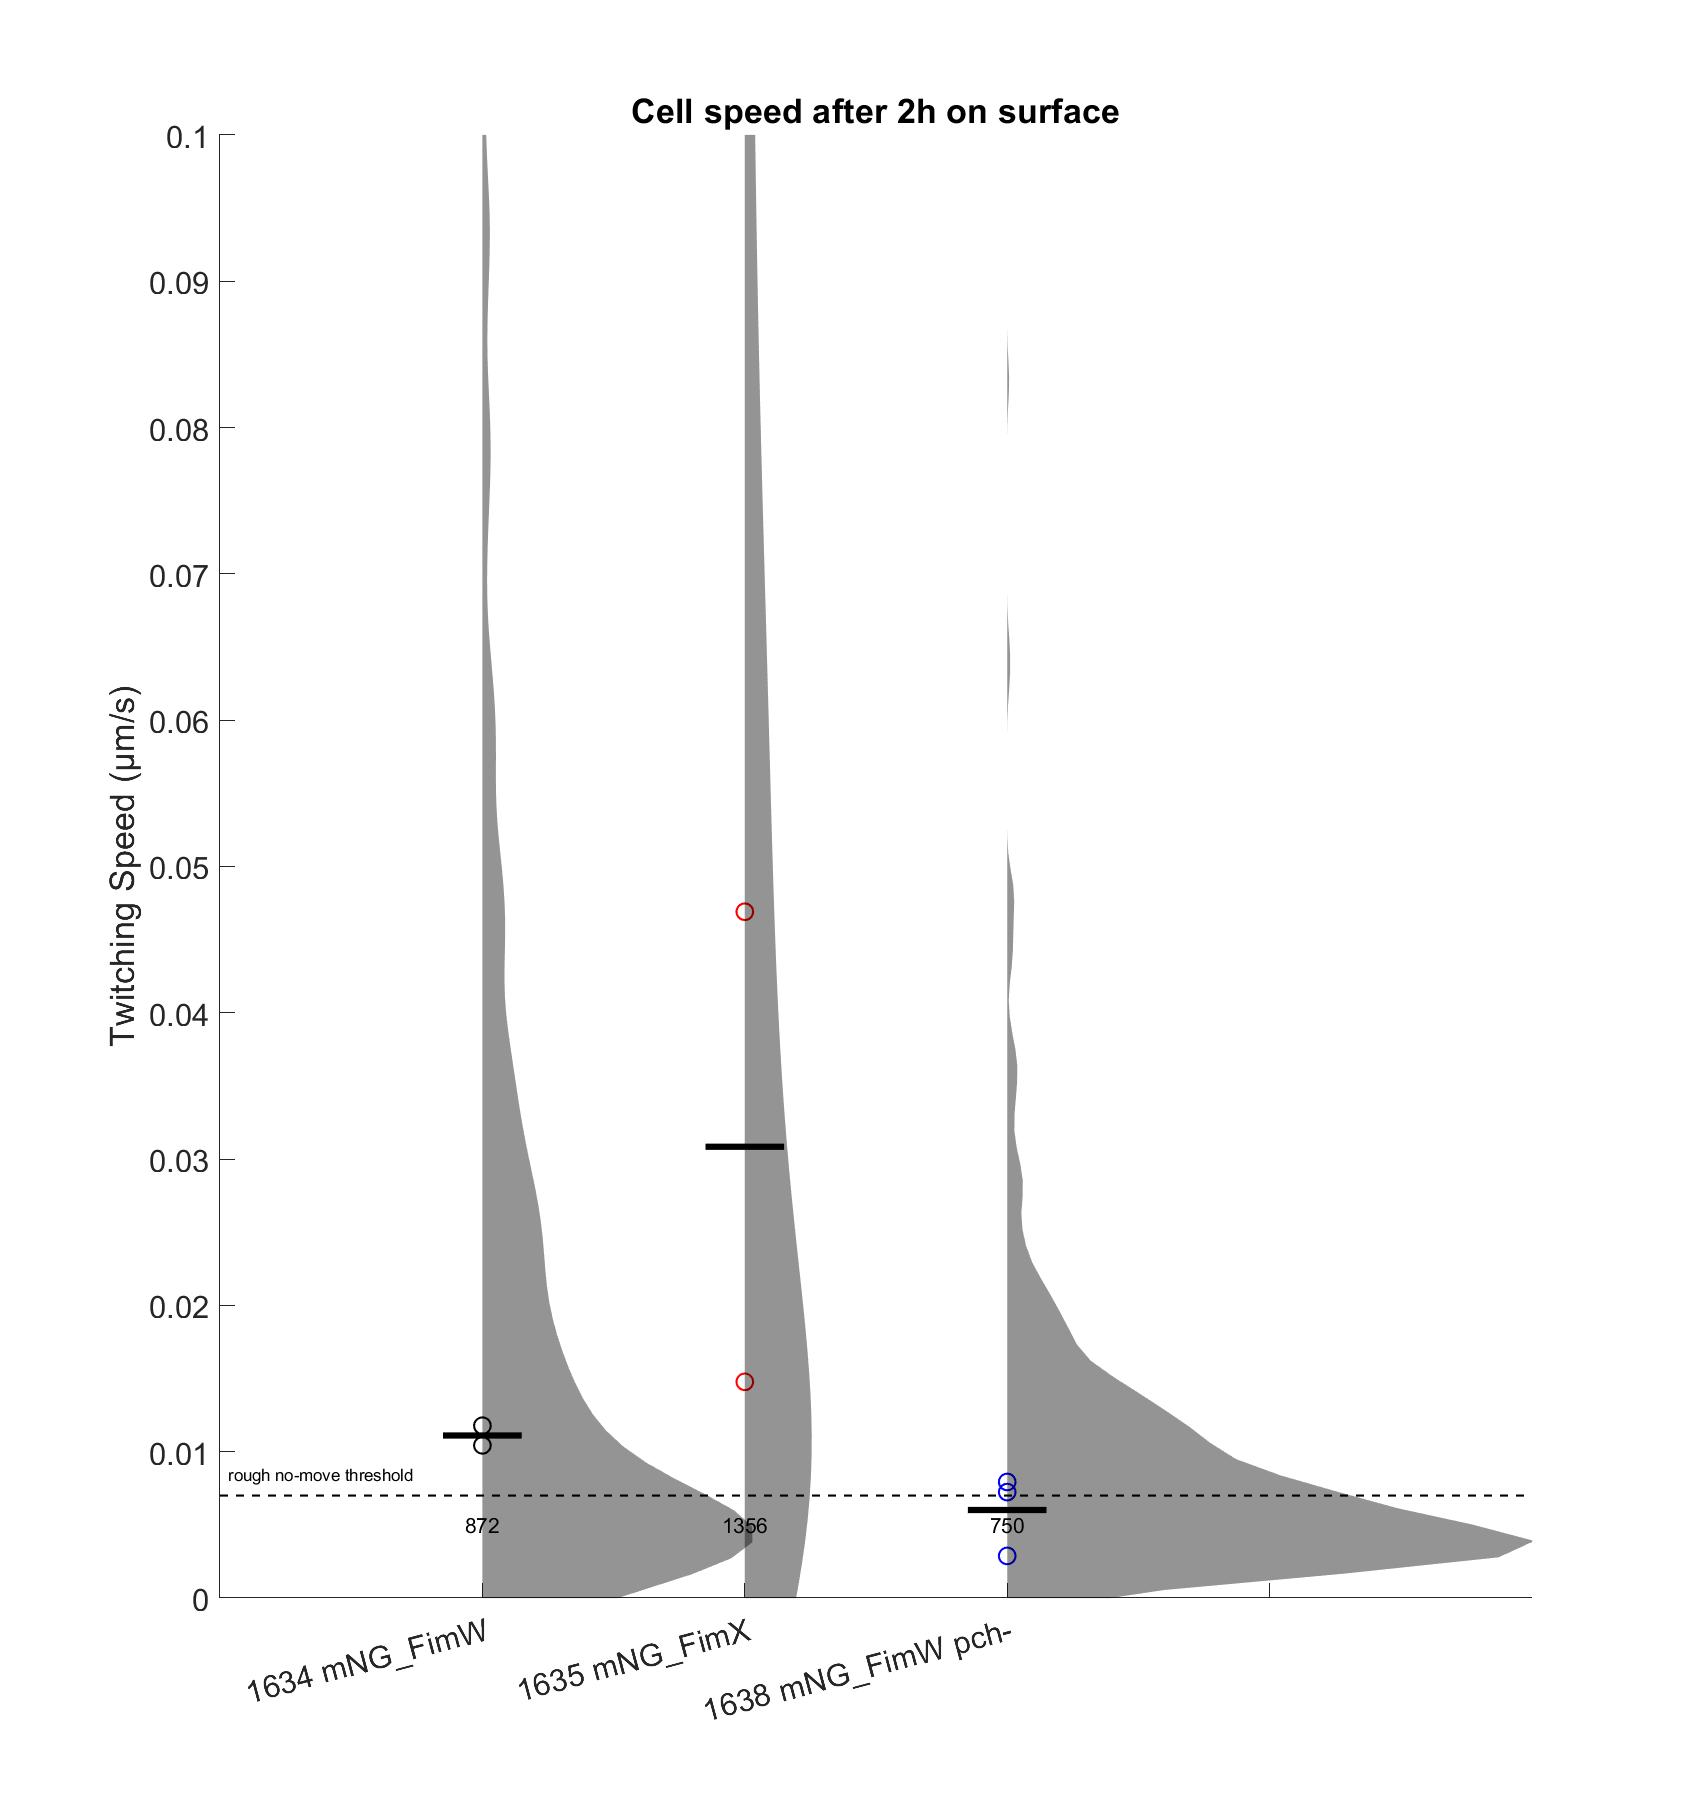 Cell speed after 2h on surface
0.1
0.09
0.08
0.07
0.06
0.05
0.04
0.03
0.02
0.01
0
Twitching Speed (µm/s)
rough no-move threshold
872
1356
750
1634 mNG_FimW
1635 mNG_FimX
1638 mNG_FimW pch-